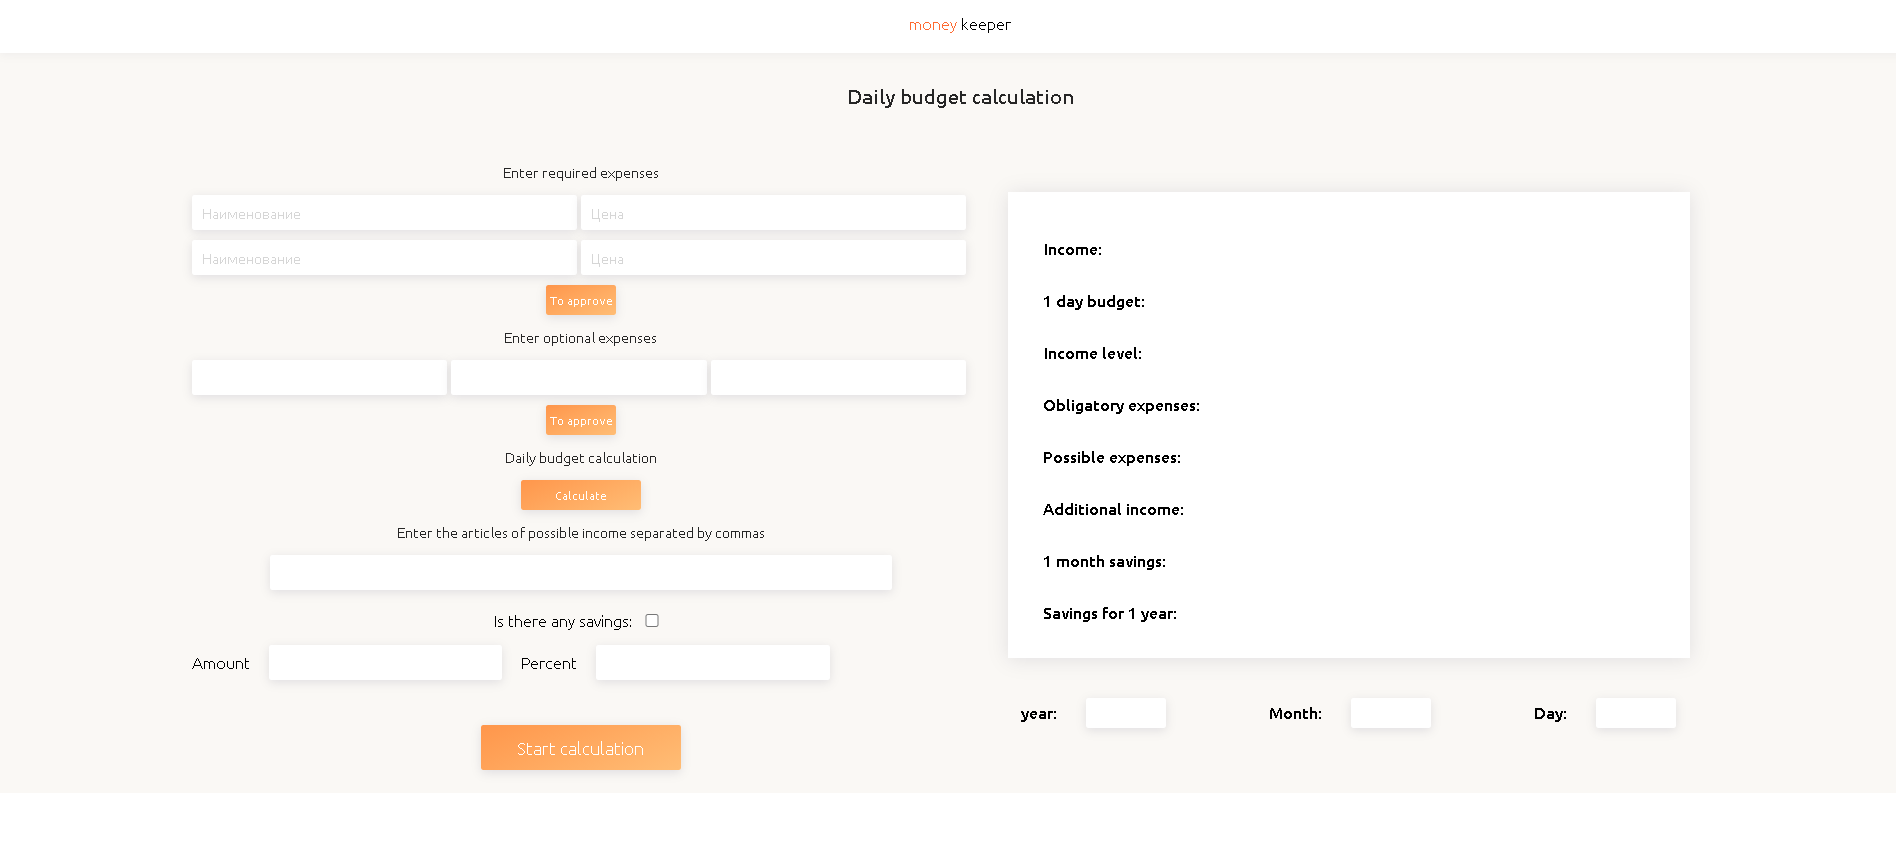 money keeper
Daily budget calculation
Enter required expenses
Наименование Цена
Наименование Цена
To approve
Enter optional expenses
To approve
Daily budget calculation
Calculate
Enter the articles of possible income separated by commas
Is there any savings:
Amount Percent
Start calculation
Income:
1 day budget:
Income level:
Obligatory expenses:
Possible expenses:
Additional income:
1 month savings:
Savings for 1 year:
year: Month: Day: